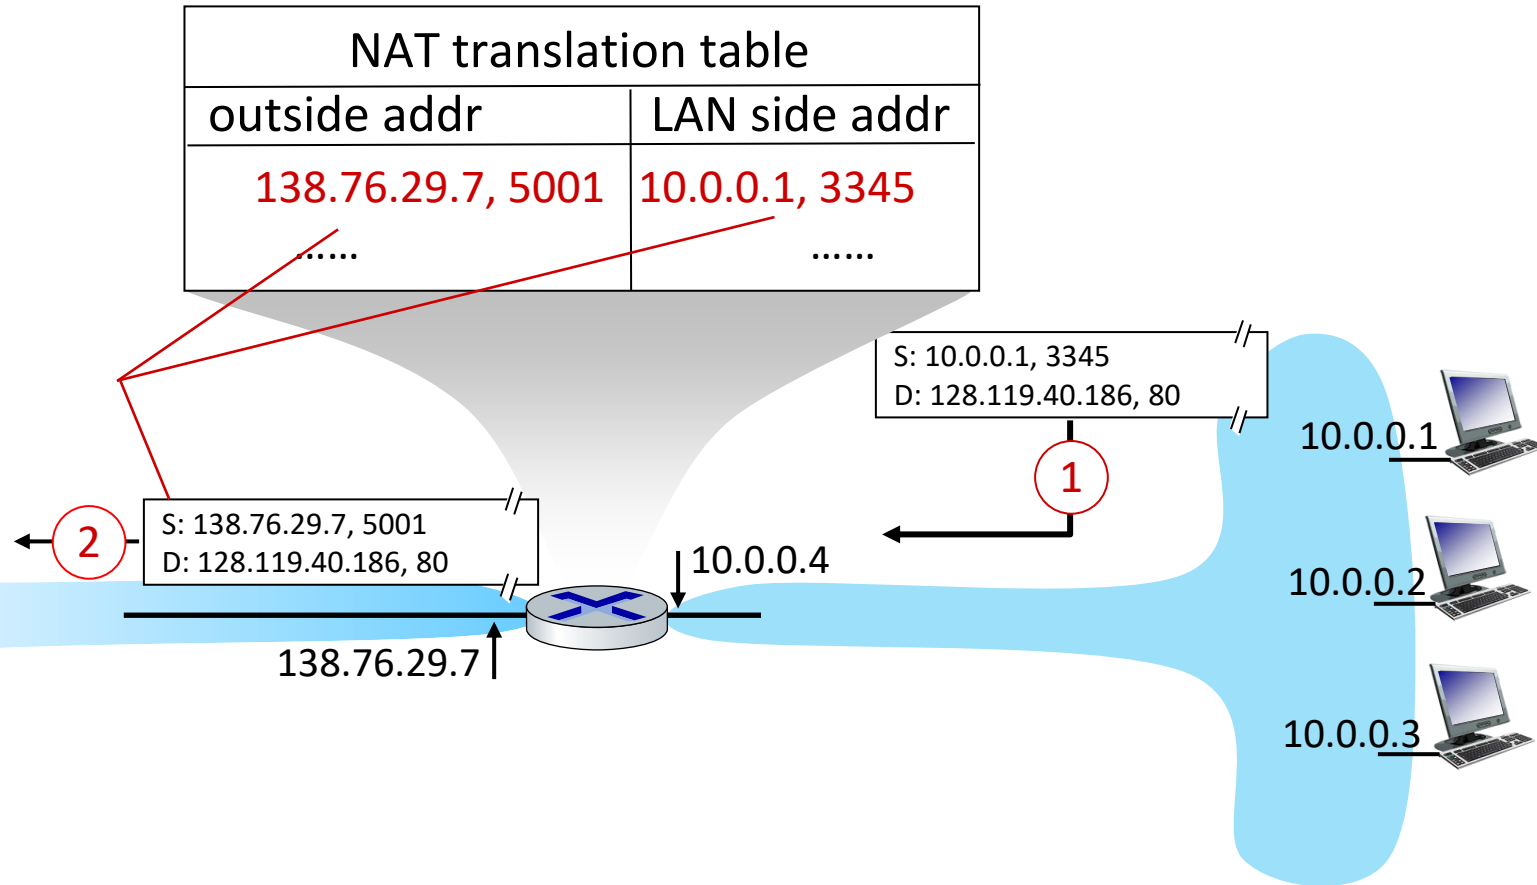 NAT translation table
outside addr LAN side addr
138.76.29.7, 5001 10.0.0.1, 3345
...... ......
S: 10.0.0.1, 3345
D: 128.119.40.186, 80
10.0.0.1
1
S: 138.76.29.7, 5001
D: 128.119.40.186, 80
2
10.0.0.4
10.0.0.2
138.76.29.7
10.0.0.3